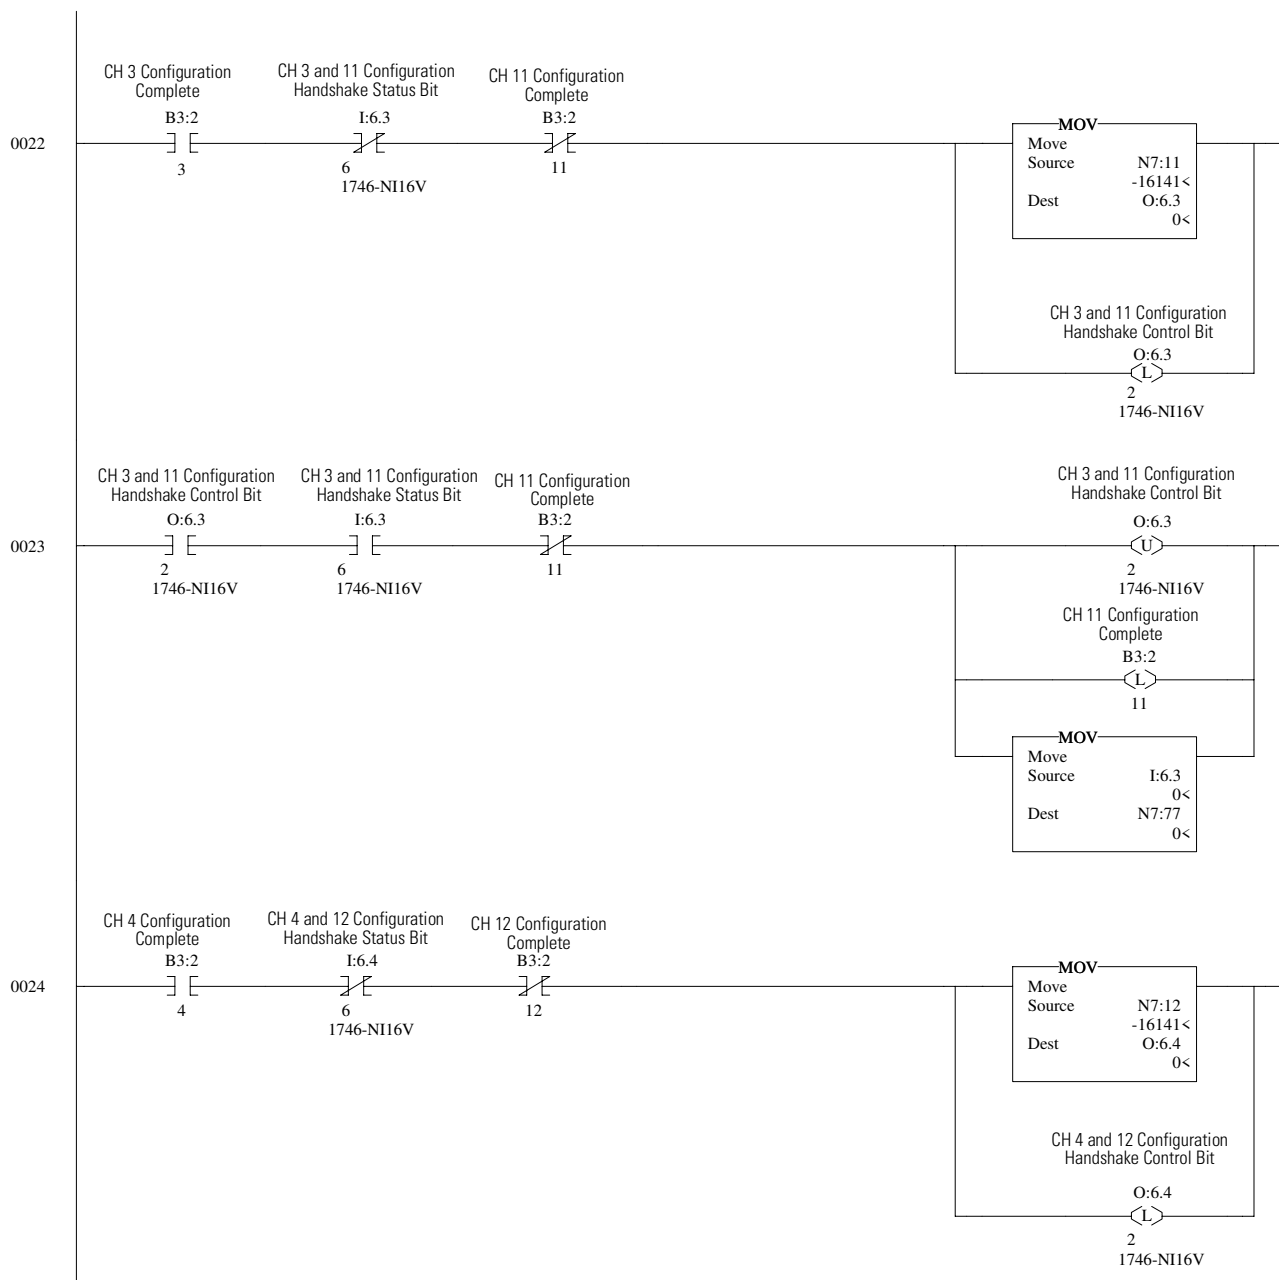 CH 3 Configuration
Complete
B3:2
3
CH 3 and 11 Configuration
Handshake Status Bit
I:6.3
6
1746-NI16V
CH 11 Configuration
Complete
B3:2
11
0022
MOV
Move
Source N7:11
-16141<
Dest O:6.3
0<
CH 3 and 11 Configuration
Handshake Control Bit
O:6.3
L
2
1746-NI16V
CH 3 and 11 Configuration
Handshake Control Bit
O:6.3
2
1746-NI16V
CH 3 and 11 Configuration
Handshake Status Bit
I:6.3
6
1746-NI16V
CH 11 Configuration
Complete
B3:2
11
0023
CH 3 and 11 Configuration
Handshake Control Bit
O:6.3
U
2
1746-NI16V
CH 11 Configuration
Complete
B3:2
L
11
MOV
Move
Source I:6.3
0<
Dest N7:77
0<
CH 4 Configuration
Complete
B3:2
4
CH 4 and 12 Configuration
Handshake Status Bit
I:6.4
6
1746-NI16V
CH 12 Configuration
Complete
B3:2
12
0024
MOV
Move
Source N7:12
-16141<
Dest O:6.4
0<
CH 4 and 12 Configuration
Handshake Control Bit
O:6.4
L
2
1746-NI16V